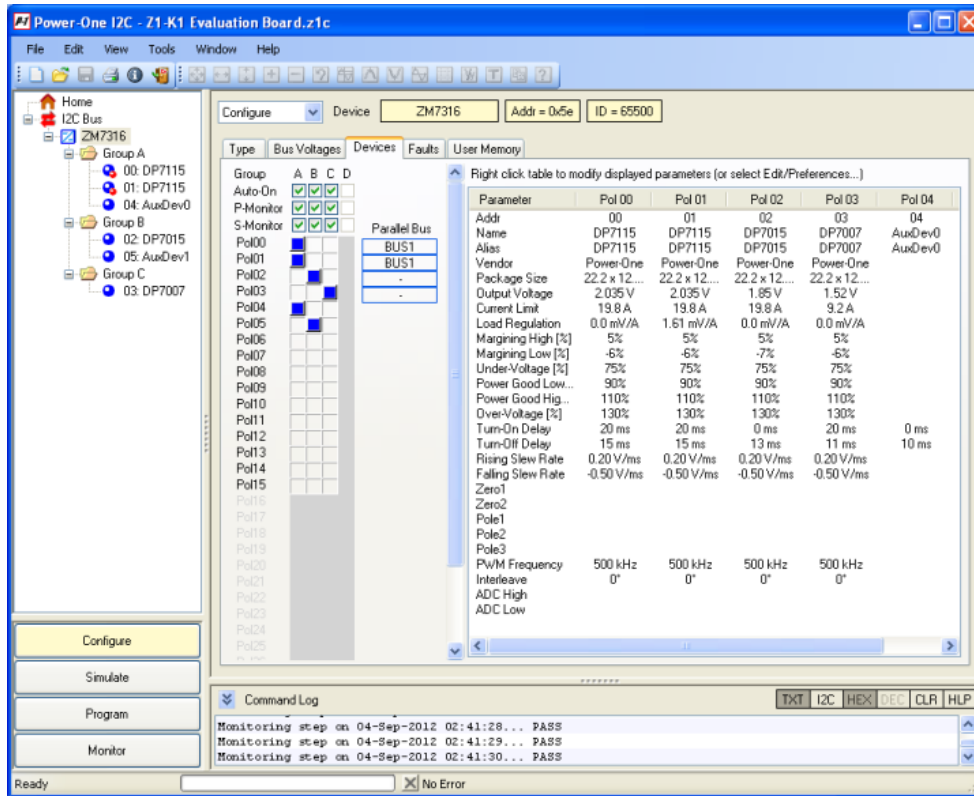 Power-One I2C - Z1-K1 Evaluation Board.z1c
File Edit View Tools Window Help
Home
I2C Bus
ZM7316
Group A
00: DP7115
01: DP7115
04: AuxDev0
Group B
02: DP7015
05: AuxDev1
Group C
03: DP7007
Configure
Simulate
Program
Monitor
Configure Device ZM7316 Addr = 0x5e ID = 65500
Type Bus Voltages Devices Faults User Memory
Group A B C D
Auto-On
P-Monitor
S-Monitor Parallel Bus
Pol00 BUS1
Pol01 BUS1
Pol02 -
Pol03 -
Pol04
Pol05
Pol06
Pol07
Pol08
Pol09
Pol10
Pol11
Pol12
Pol13
Pol14
Pol15
Pol16
Pol17
Pol18
Pol19
Pol20
Pol21
Pol22
Pol23
Pol24
Pol25
Right click table to modify displayed parameters (or select Edit/Preferences...)
Parameter Pol 00 Pol 01 Pol 02 Pol 03 Pol 04
Addr 00 01 02 03 04
Name DP7115 DP7115 DP7015 DP7007 AuxDev0
Alias DP7115 DP7115 DP7015 DP7007 AuxDev0
Vendor Power-One Power-One Power-One Power-One
Package Size 22.2 x 12.... 22.2 x 12.... 22.2 x 12.... 22.2 x 12....
Output Voltage 2.035 V 2.035 V 1.85 V 1.52 V
Current Limit 19.8 A 19.8 A 19.8 A 9.2 A
Load Regulation 0.0 mV/A 1.61 mV/A 0.0 mV/A 0.0 mV/A
Margining High [%] 5% 5% 5% 5%
Margining Low [%] -6% -6% -7% -6%
Under-Voltage [%] 75% 75% 75% 75%
Power Good Low... 90% 90% 90% 90%
Power Good Hig... 110% 110% 110% 110%
Over-Voltage [%] 130% 130% 130% 130%
Turn-On Delay 20 ms 20 ms 0 ms 20 ms 0 ms
Turn-Off Delay 15 ms 15 ms 13 ms 11 ms 10 ms
Rising Slew Rate 0.20 V/ms 0.20 V/ms 0.20 V/ms 0.20 V/ms
Falling Slew Rate -0.50 V/ms -0.50 V/ms -0.50 V/ms -0.50 V/ms
Zero1
Zero2
Pole1
Pole2
Pole3
PWM Frequency 500 kHz 500 kHz 500 kHz 500 kHz
Interleave 0° 0° 0° 0°
ADC High
ADC Low
Command Log TXT I2C HEX DEC CLR HLP
Monitoring step on 04-Sep-2012 02:41:28... PASS
Monitoring step on 04-Sep-2012 02:41:29... PASS
Monitoring step on 04-Sep-2012 02:41:30... PASS
Ready No Error